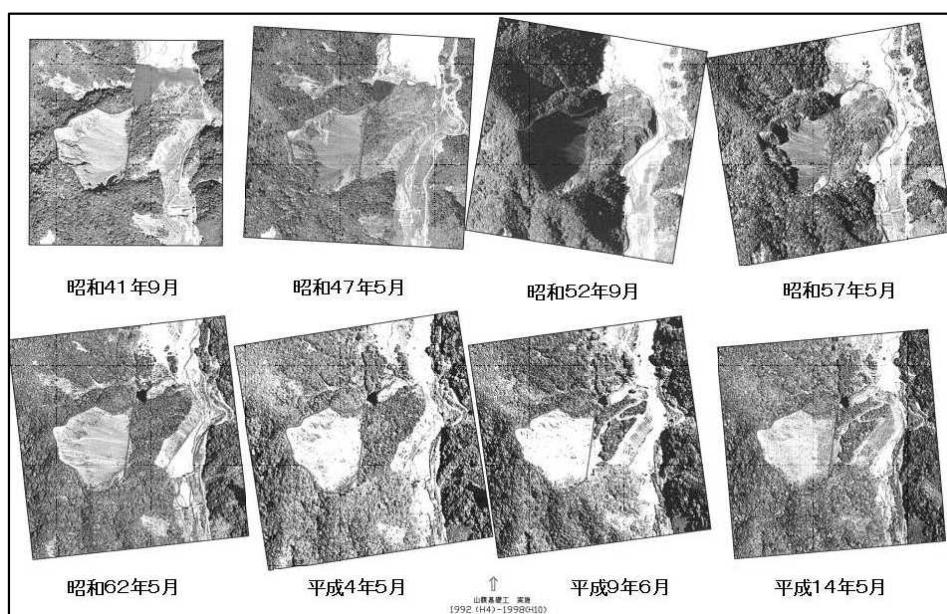 昭和41年9月
昭和47年5月
昭和52年9月
昭和57年5月
昭和62年5月
平成4年5月
平成9年6月
平成14年5月
⇧
山腹基礎工 実施
1992 (H4)-1998(H10)